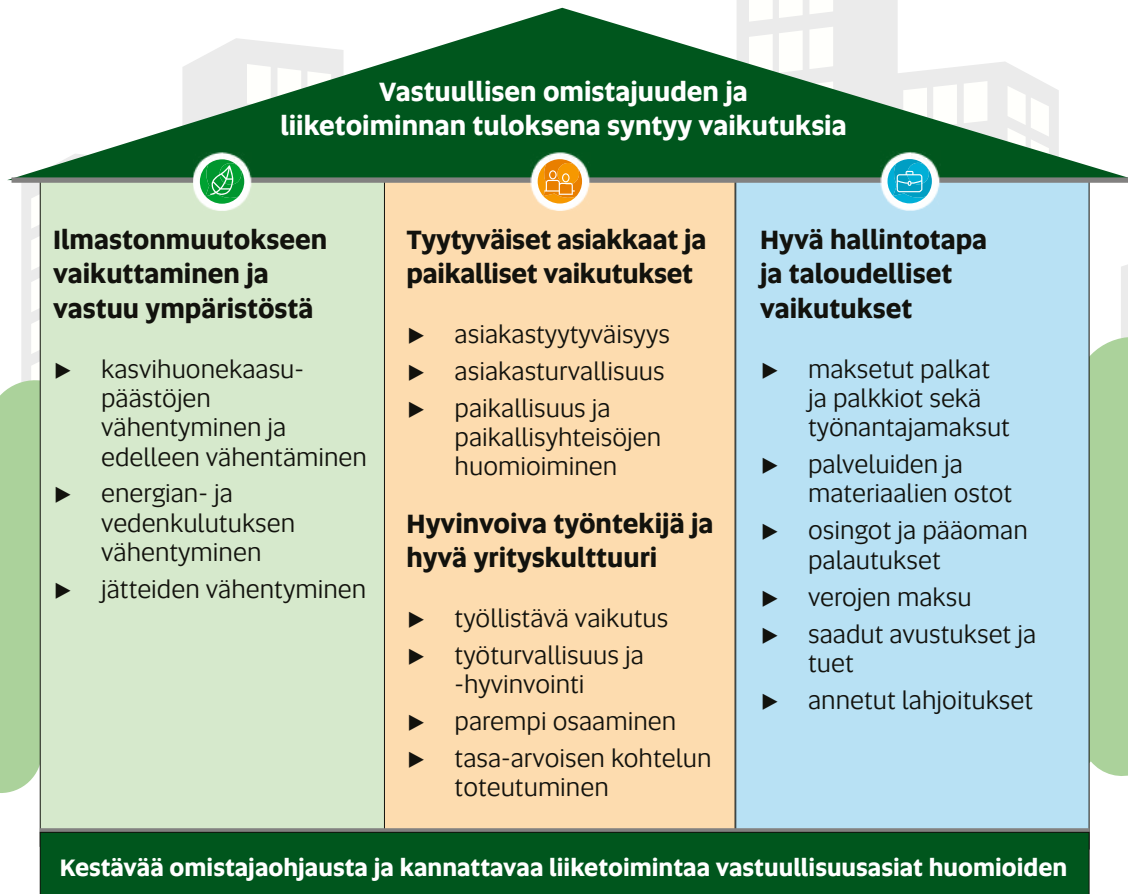 Vastuullisen omistajuuden ja
liiketoiminnan tuloksena syntyy vaikutuksia
Ilmastonmuutokseen
vaikuttaminen ja
vastuu ympäristöstä
► kasvihuonekaasu-
päästöjen
vähentyminen ja
edelleen vähentäminen
► energian- ja
vedenkulutuksen
vähentyminen
► jätteiden vähentyminen
Tyytyväiset asiakkaat ja
paikalliset vaikutukset
► asiakastyytyväisyys
► asiakasturvallisuus
► paikallisuus ja
paikallisyhteisöjen
huomioiminen
Hyvinvoiva työntekijä ja
hyvä yrityskulttuuri
► työllistävä vaikutus
► työturvallisuus ja
-hyvinvointi
► parempi osaaminen
► tasa-arvoisen kohtelun
toteutuminen
Hyvä hallintotapa
ja taloudelliset
vaikutukset
► maksetut palkat
ja palkkiot sekä
työnantajamaksut
► palveluiden ja
materiaalien ostot
► osingot ja pääoman
palautukset
► verojen maksu
► saadut avustukset ja
tuet
► annetut lahjoitukset
Kestävää omistajaohjausta ja kannattavaa liiketoimintaa vastuullisuusasiat huomioiden